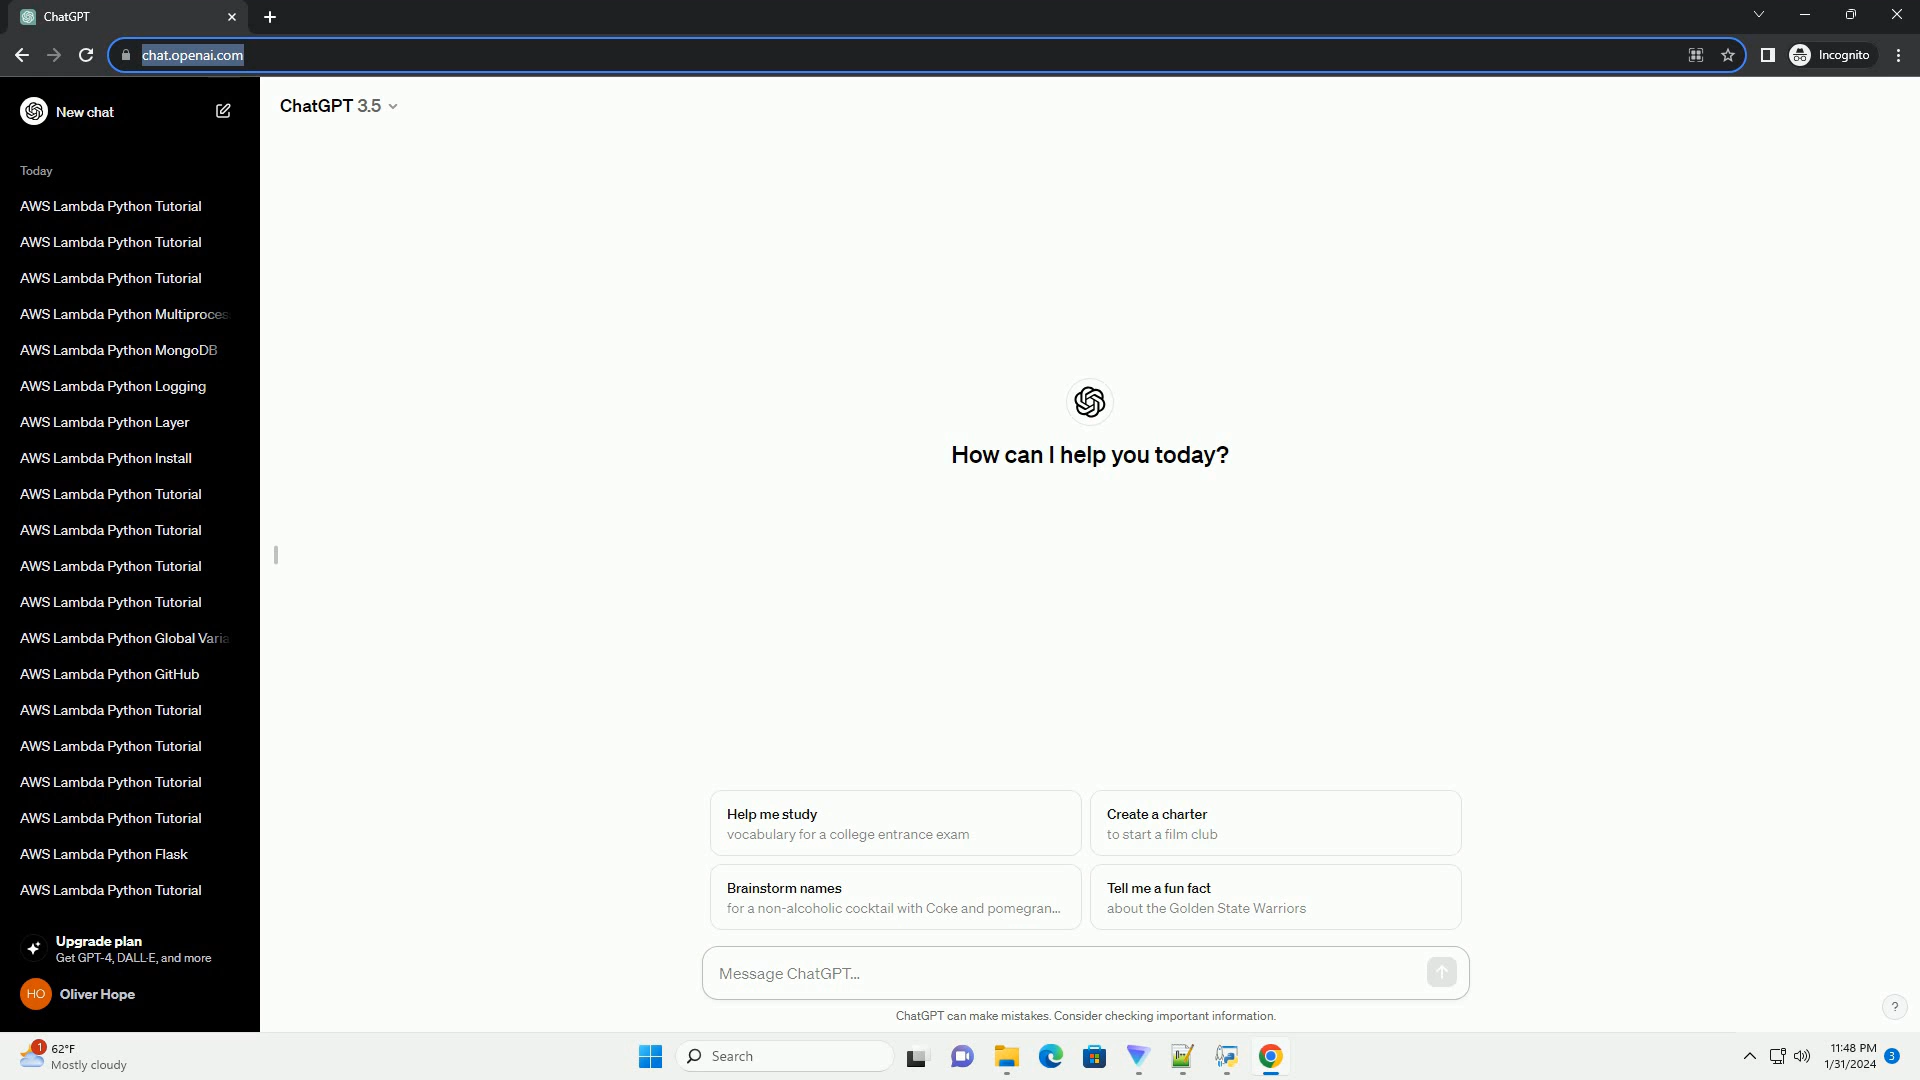 ChatGPT
chat.openai.com
Incognito
New chat
ChatGPT 3.5
Today
AWS Lambda Python Tutorial
AWS Lambda Python Tutorial
AWS Lambda Python Tutorial
AWS Lambda Python Multiproces
AWS Lambda Python MongoDB
AWS Lambda Python Logging
AWS Lambda Python Layer
AWS Lambda Python Install
AWS Lambda Python Tutorial
AWS Lambda Python Tutorial
AWS Lambda Python Tutorial
AWS Lambda Python Tutorial
AWS Lambda Python Global Varia
AWS Lambda Python GitHub
AWS Lambda Python Tutorial
AWS Lambda Python Tutorial
AWS Lambda Python Tutorial
AWS Lambda Python Tutorial
AWS Lambda Python Flask
AWS Lambda Python Tutorial
Upgrade plan
Get GPT-4, DALL·E, and more
HO Oliver Hope
How can I help you today?
Help me study
vocabulary for a college entrance exam
Create a charter
to start a film club
Brainstorm names
for a non-alcoholic cocktail with Coke and pomegran...
Tell me a fun fact
about the Golden State Warriors
Message ChatGPT...
ChatGPT can make mistakes. Consider checking important information.
?
1
62°F
Mostly cloudy
Search
11:48 PM
1/31/2024
3